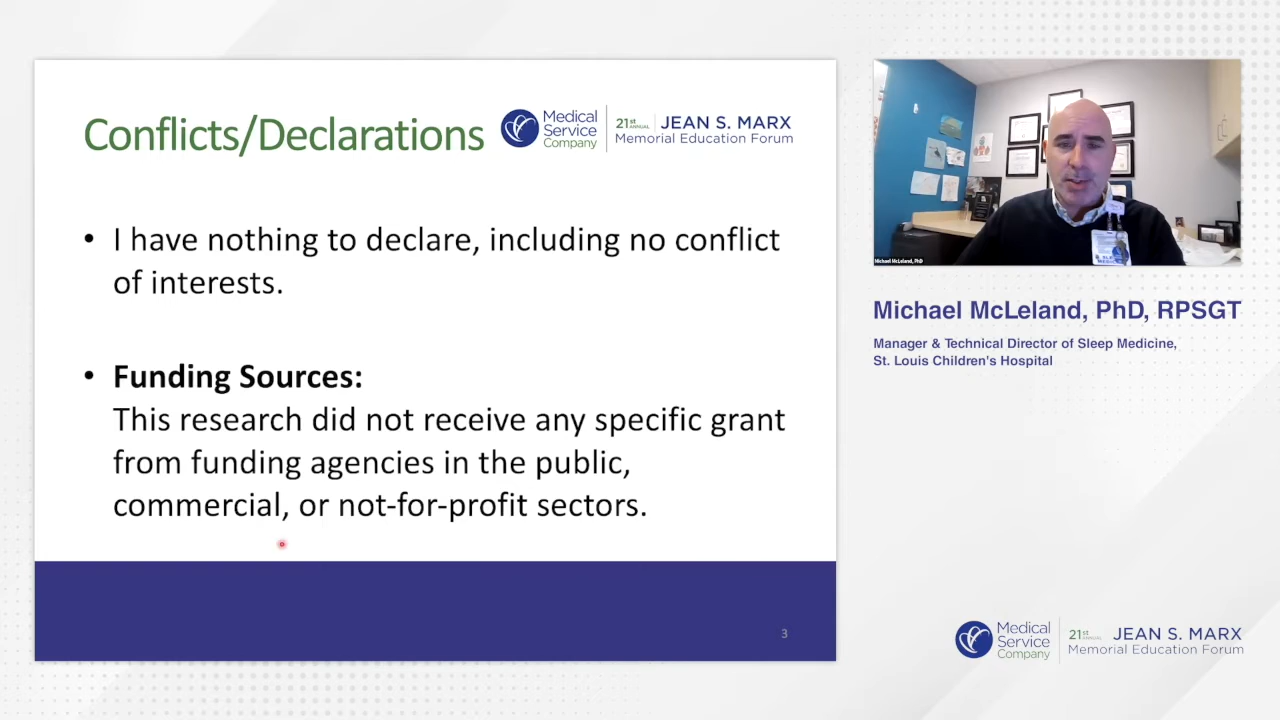 Conflicts/Declarations
Medical
Service
Company
21st
ANNUAL
JEAN S. MARX
Memorial Education Forum
• I have nothing to declare, including no conflict
of interests.
• Funding Sources:
This research did not receive any specific grant
from funding agencies in the public,
commercial, or not-for-profit sectors.
3
Michael McLeland, PhD
Michael McLeland, PhD, RPSGT
Manager & Technical Director of Sleep Medicine,
St. Louis Children's Hospital
Medical
Service
Company
21st
ANNUAL
JEAN S. MARX
Memorial Education Forum